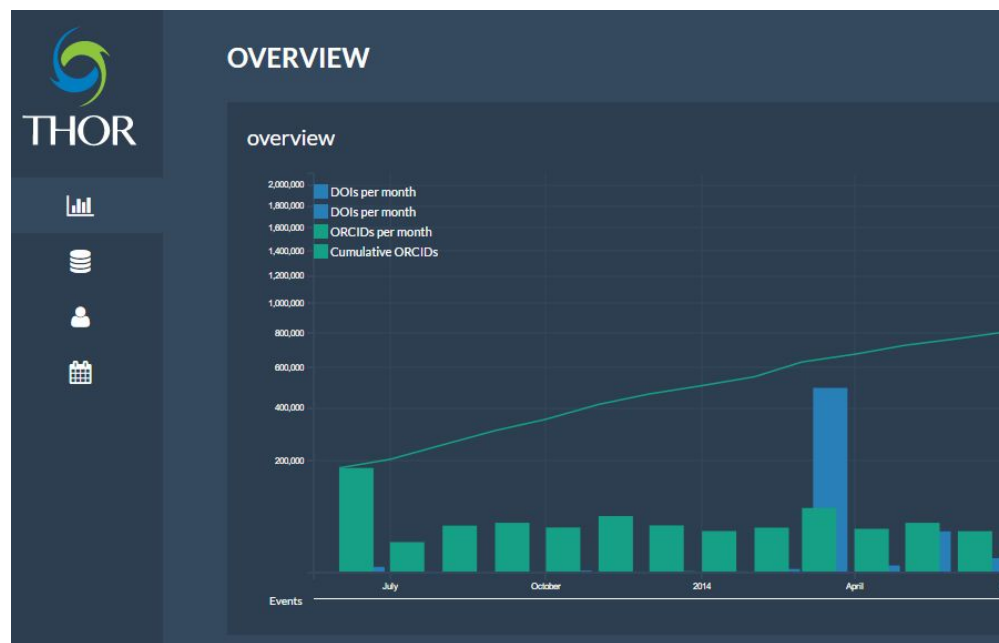 THOR
OVERVIEW
overview
2,000,000
1,800,000
1,600,000
1,400,000
1,200,000
1,000,000
800,000
600,000
400,000
200,000
DOIs per month
DOIs per month
ORCIDs per month
Cumulative ORCIDs
July
October
2014
April
Events